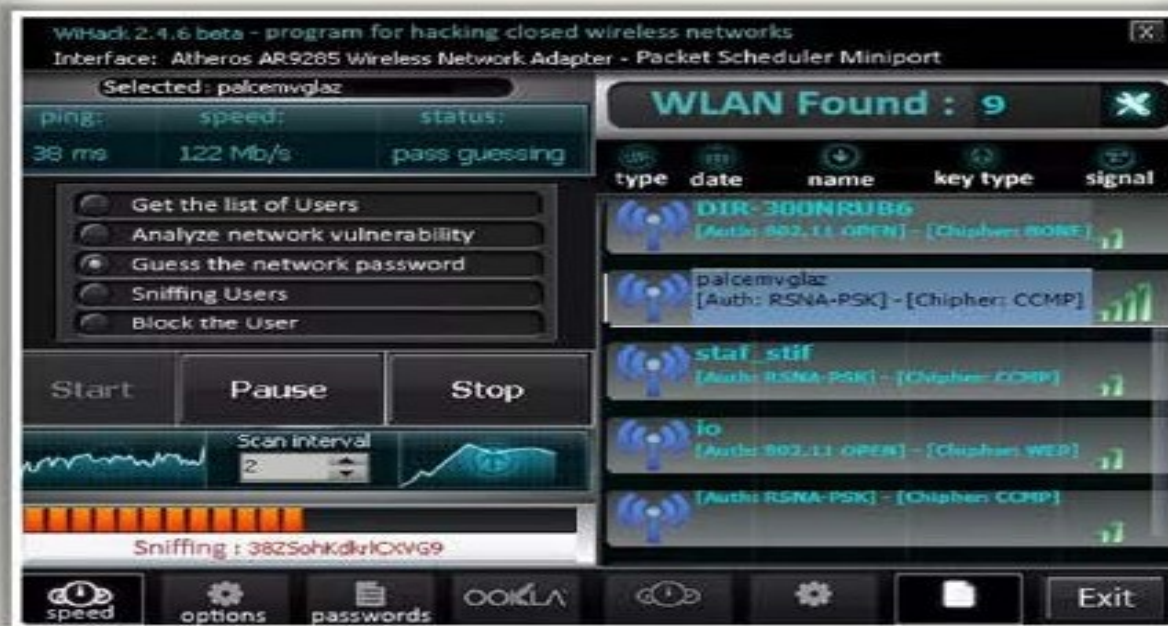 WiHack 2.4.6 beta - program for hacking closed wireless networks
Interface: Atheros AR9285 Wireless Network Adapter - Packet Scheduler Miniport
Selected: palcemvglaz
ping: speed: status:
38 ms 122 Mb/s pass guessing
Get the list of Users
Analyze network vulnerability
Guess the network password
Sniffing Users
Block the User
Start Pause Stop
Scan interval
2
Sniffing :
WLAN Found : 9
type date name key type signal
DIR-300NRUB6
[Auth: 802.11 OPEN] - [Chipher: NONE]
palcemvglaz
[Auth: RSNA-PSK] - [Chipher: CCMP]
staf_stif
[Auth: RSNA-PSK] - [Chipher: CCMP]
io
[Auth: 802.11 OPEN] - [Chipher: WEP]
[Auth: RSNA-PSK] - [Chipher: CCMP]
speed options passwords OOKLA Exit